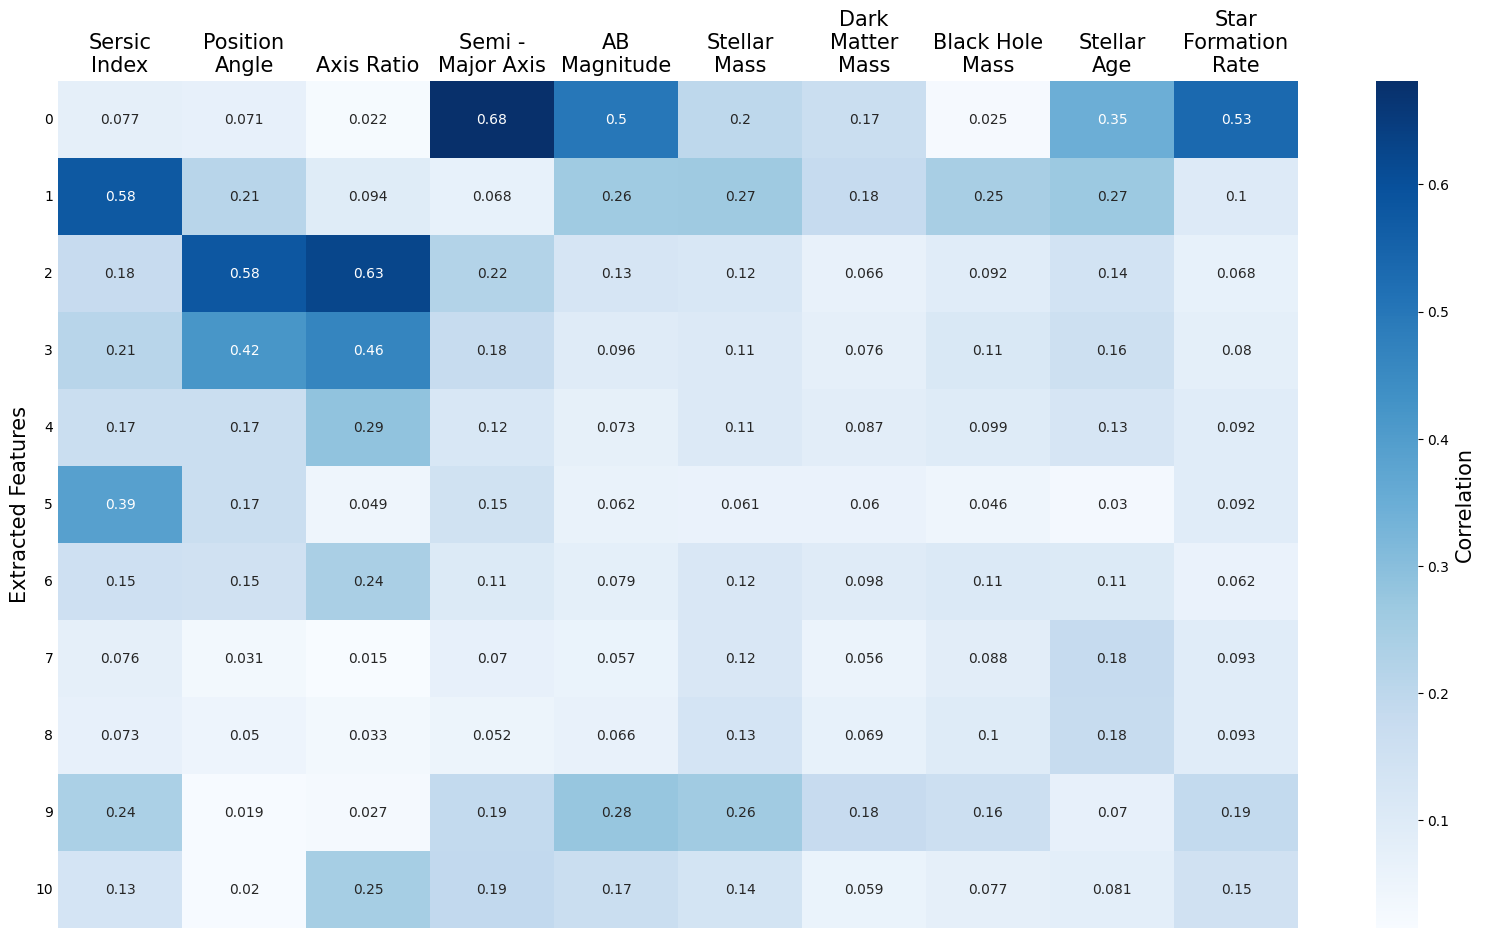 Sersic
Index
Position
Angle
Axis Ratio
Semi -
Major Axis
AB
Magnitude
Stellar
Mass
Dark
Matter
Mass
Black Hole
Mass
Stellar
Age
Star
Formation
Rate
Extracted Features
0 0.077 0.071 0.022 0.68 0.5 0.2 0.17 0.025 0.35 0.53
1 0.58 0.21 0.094 0.068 0.26 0.27 0.18 0.25 0.27 0.1
2 0.18 0.58 0.63 0.22 0.13 0.12 0.066 0.092 0.14 0.068
3 0.21 0.42 0.46 0.18 0.096 0.11 0.076 0.11 0.16 0.08
4 0.17 0.17 0.29 0.12 0.073 0.11 0.087 0.099 0.13 0.092
5 0.39 0.17 0.049 0.15 0.062 0.061 0.06 0.046 0.03 0.092
6 0.15 0.15 0.24 0.11 0.079 0.12 0.098 0.11 0.11 0.062
7 0.076 0.031 0.015 0.07 0.057 0.12 0.056 0.088 0.18 0.093
8 0.073 0.05 0.033 0.052 0.066 0.13 0.069 0.1 0.18 0.093
9 0.24 0.019 0.027 0.19 0.28 0.26 0.18 0.16 0.07 0.19
10 0.13 0.02 0.25 0.19 0.17 0.14 0.059 0.077 0.081 0.15
0.6
0.5
0.4
0.3
0.2
0.1
Correlation